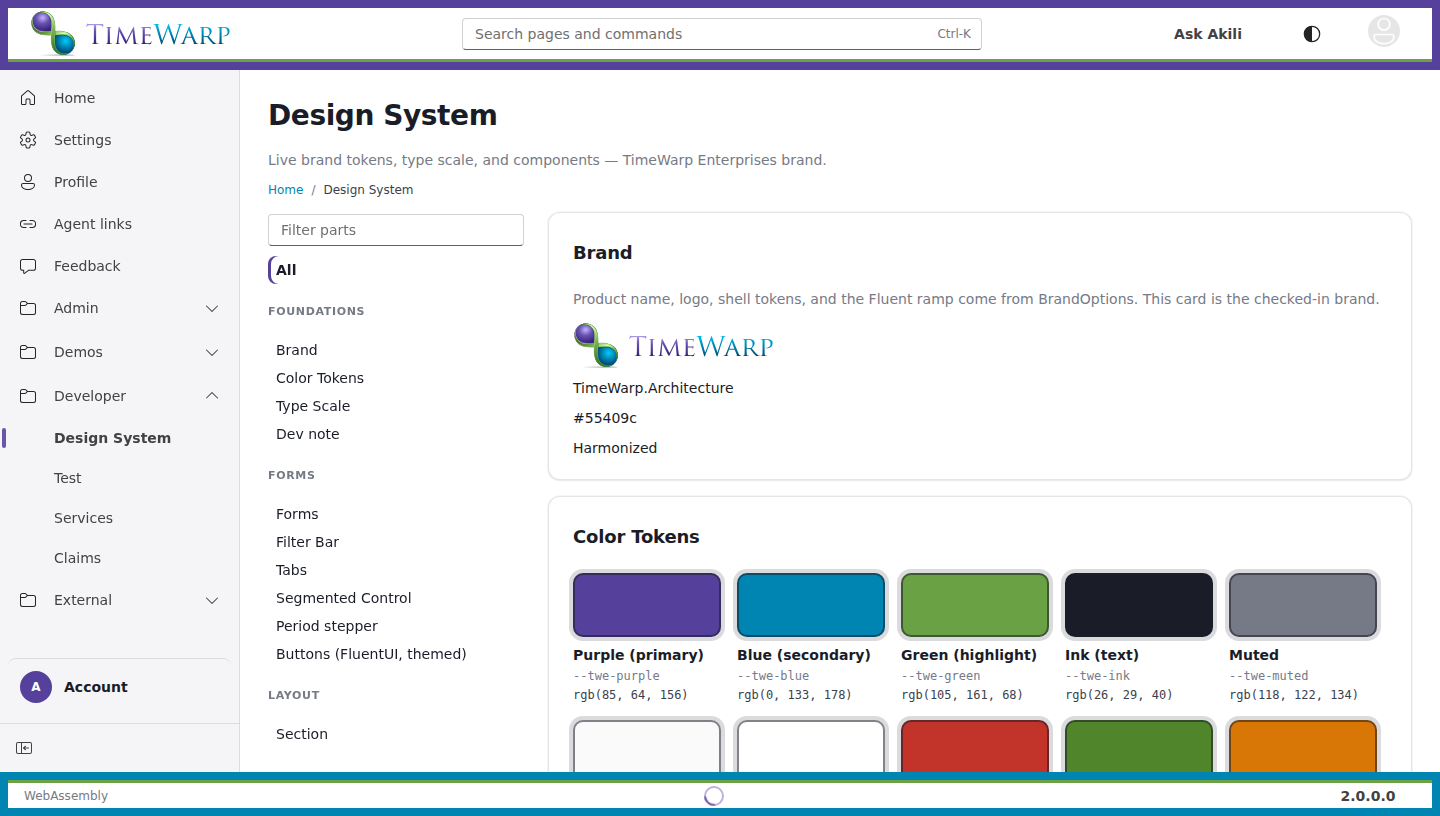 TIMEWARP
Search pages and commands Ctrl-K
Ask Akili
Home
Settings
Profile
Agent links
Feedback
Admin
Demos
Developer
Design System
Test
Services
Claims
External
A Account
Design System
Live brand tokens, type scale, and components — TimeWarp Enterprises brand.
Home / Design System
Filter parts
All
FOUNDATIONS
Brand
Color Tokens
Type Scale
Dev note
FORMS
Forms
Filter Bar
Tabs
Segmented Control
Period stepper
Buttons (FluentUI, themed)
LAYOUT
Section
Brand
Product name, logo, shell tokens, and the Fluent ramp come from BrandOptions. This card is the checked-in brand.
TIMEWARP
TimeWarp.Architecture
#55409c
Harmonized
Color Tokens
Purple (primary)
--twe-purple
rgb(85, 64, 156)
Blue (secondary)
--twe-blue
rgb(0, 133, 178)
Green (highlight)
--twe-green
rgb(105, 161, 68)
Ink (text)
--twe-ink
rgb(26, 29, 40)
Muted
--twe-muted
rgb(118, 122, 134)
WebAssembly
2.0.0.0